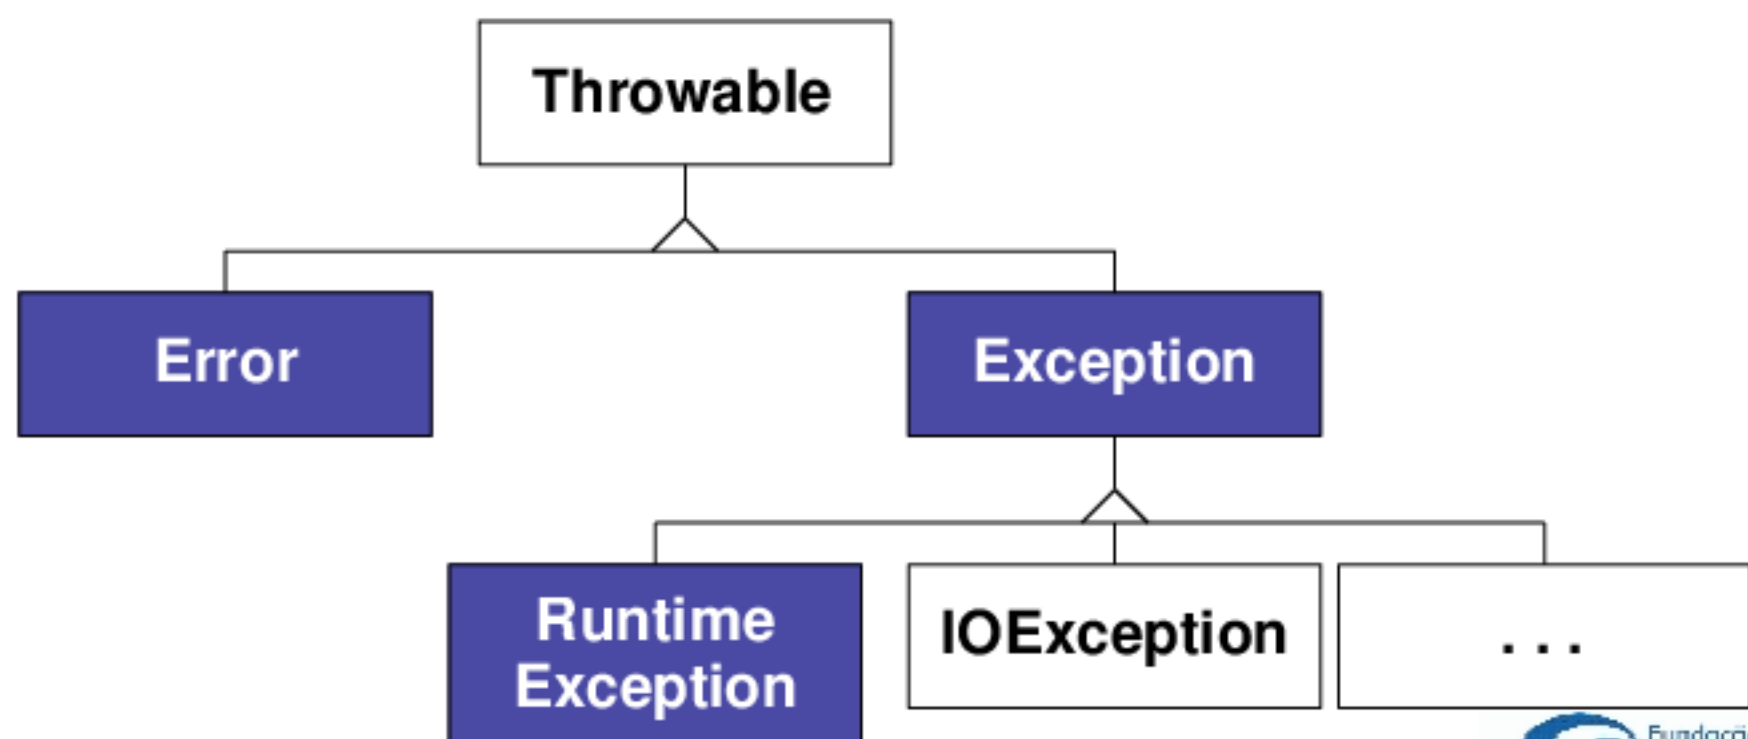 Throwable
Error
Exception
Runtime
Exception
IOException
. . .